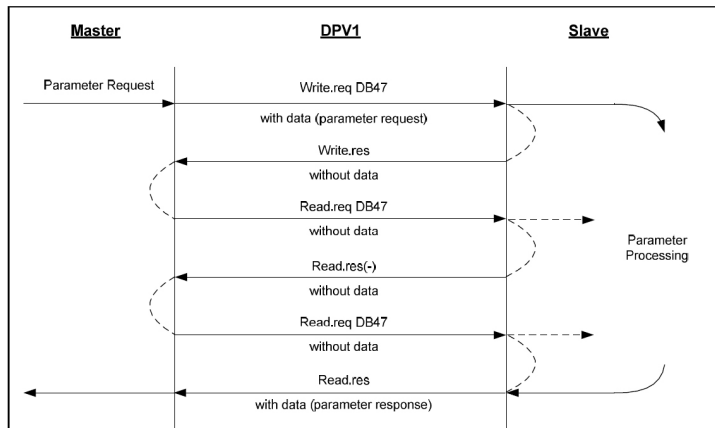 Master
DPV1
Slave
Parameter Request
Write.req DB47
with data (parameter request)
Write.res
without data
Read.req DB47
without data
Parameter
Processing
Read.res(-)
without data
Read.req DB47
without data
Read.res
with data (parameter response)